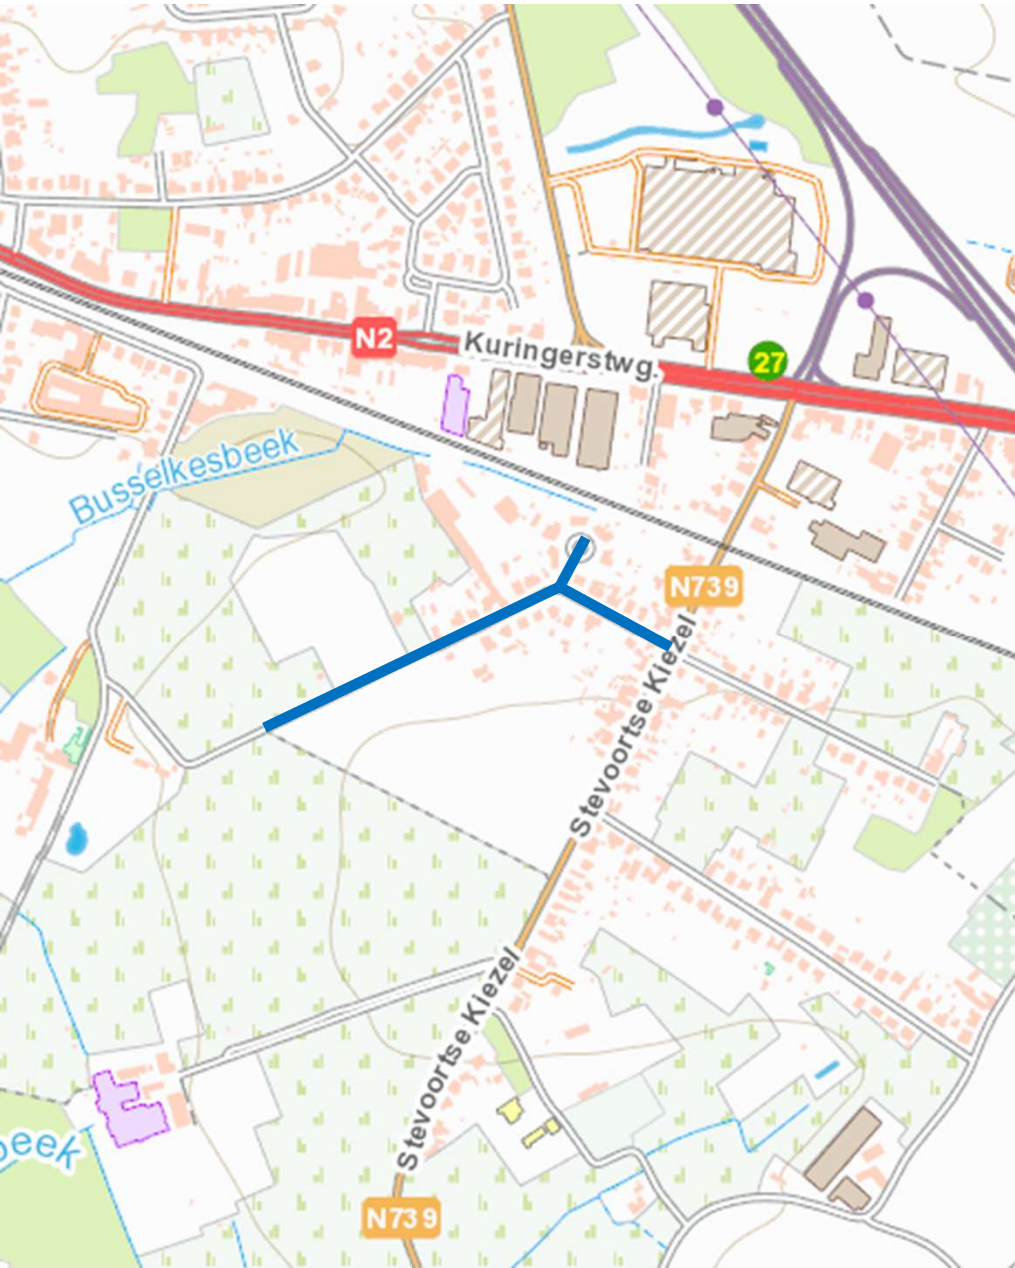 N2
Kuringerstwg.
27
Busselkesbeek
N739
Stevoortse Kiezel
Stevoortse Kiezel
beek
N739